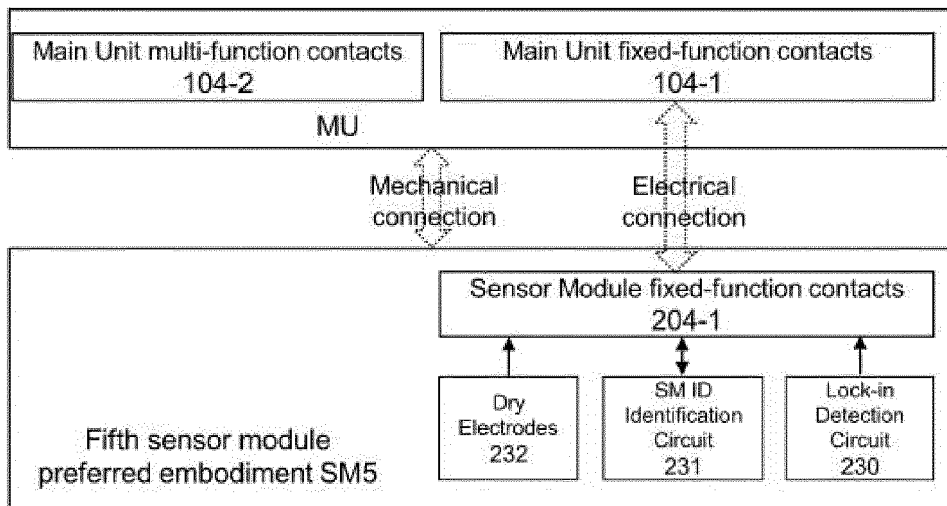 Main Unit multi-function contacts
104-2
Main Unit fixed-function contacts
104-1
MU
Mechanical
connection
Electrical
connection
Sensor Module fixed-function contacts
204-1
Dry
Electrodes
232
SM ID
Identification
Circuit
231
Lock-in
Detection
Circuit
230
Fifth sensor module
preferred embodiment SM5